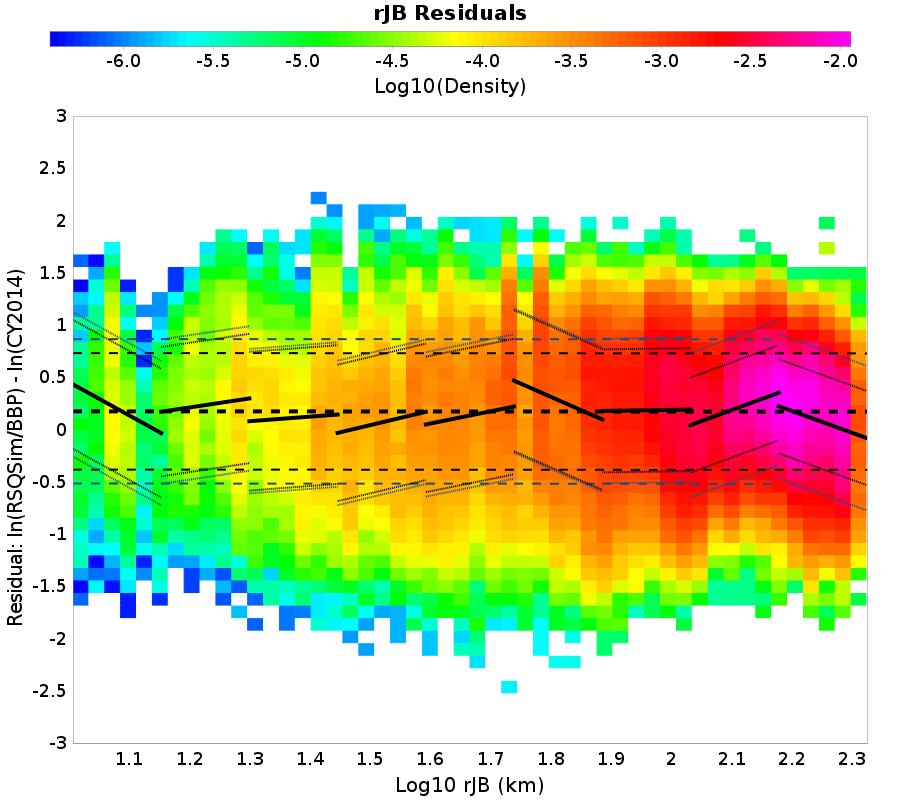 rJB Residuals
-6.0 -5.5 -5.0 -4.5 -4.0 -3.5 -3.0 -2.5 -2.0
Log10(Density)
Residual: ln(RSQSim/BBP) - ln(CY2014)
3
2.5
2
1.5
1
0.5
0
-0.5
-1
-1.5
-2
-2.5
-3
1.1 1.2 1.3 1.4 1.5 1.6 1.7 1.8 1.9 2 2.1 2.2 2.3
Log10 rJB (km)